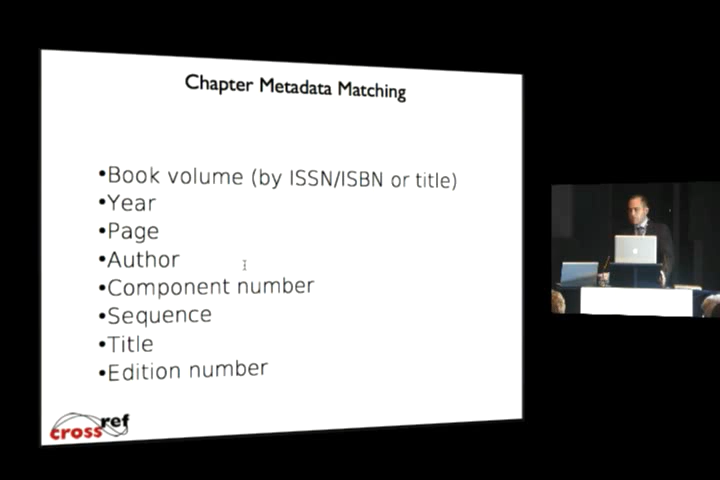 Chapter Metadata Matching
•Book volume (by ISSN/ISBN or title)
•Year
•Page
•Author
•Component number
•Sequence
•Title
•Edition number
crossref